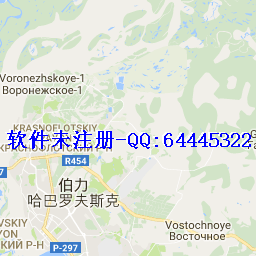 Voronezhskoye-1
Воронежское-1
KRASNOFLOTSKIY
软件未注册-QQ:64445322
R454
伯力
哈巴罗夫斯克
Vostochnoye
Восточное
P-297